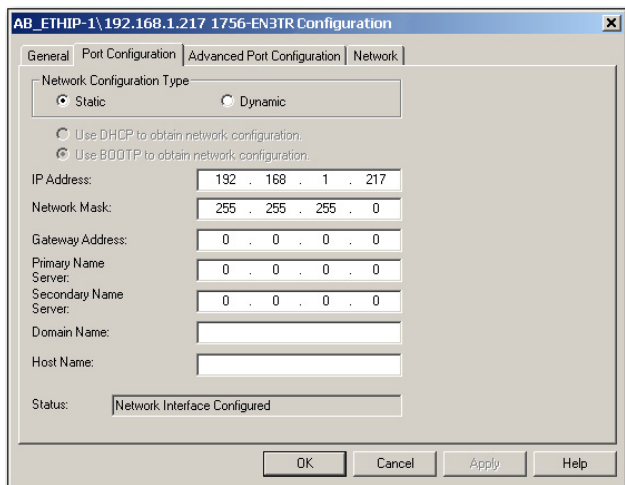 AB_ETHIP-1\192.168.1.217 1756-EN3TR Configuration
General Port Configuration Advanced Port Configuration Network
Network Configuration Type
Static Dynamic
Use DHCP to obtain network configuration.
Use BOOTP to obtain network configuration.
IP Address: 192 . 168 . 1 . 217
Network Mask: 255 . 255 . 255 . 0
Gateway Address: 0 . 0 . 0 . 0
Primary Name
Server: 0 . 0 . 0 . 0
Secondary Name
Server: 0 . 0 . 0 . 0
Domain Name:
Host Name:
Status: Network Interface Configured
OK Cancel Apply Help